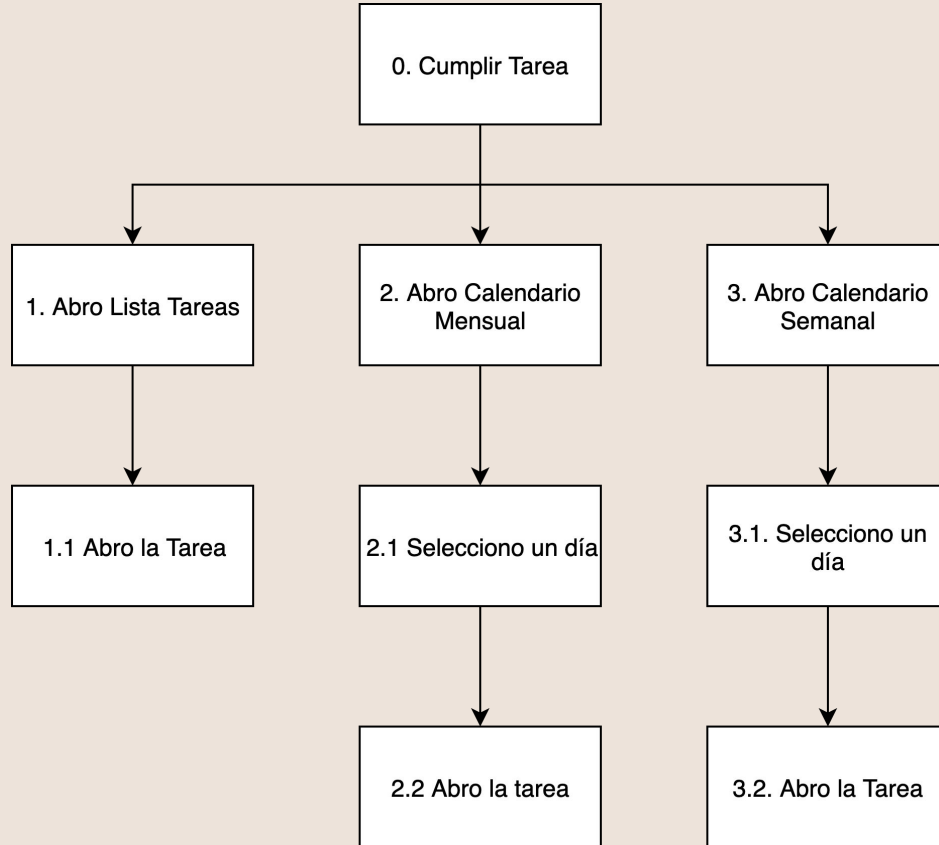 0. Cumplir Tarea
1. Abro Lista Tareas
2. Abro Calendario
Mensual
3. Abro Calendario
Semanal
1.1 Abro la Tarea
2.1 Selecciono un día
3.1. Selecciono un
día
2.2 Abro la tarea
3.2. Abro la Tarea